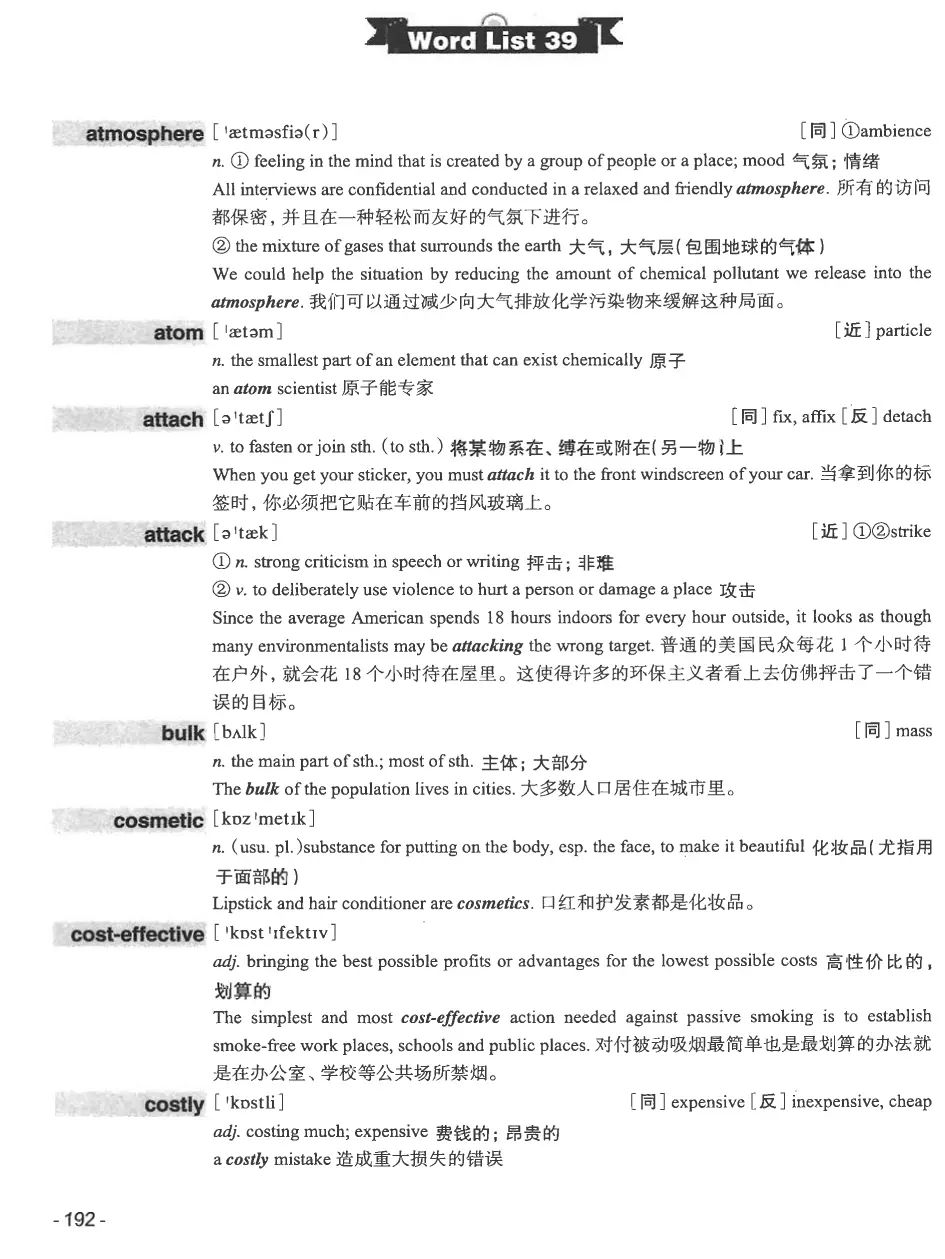 Word List 39
atmosphere [ˈætməsfiə(r)] [同]①ambience
n. ① feeling in the mind that is created by a group of people or a place; mood 气氛；情绪
All interviews are confidential and conducted in a relaxed and friendly atmosphere. 所有的访问
都保密，并且在一种轻松而友好的气氛下进行。
② the mixture of gases that surrounds the earth 大气，大气层(包围地球的气体)
We could help the situation by reducing the amount of chemical pollutant we release into the
atmosphere. 我们可以通过减少向大气排放化学污染物来缓解这种局面。
atom [ˈætəm] [近]particle
n. the smallest part of an element that can exist chemically 原子
an atom scientist 原子能专家
attach [əˈtætʃ] [同]fix, affix [反]detach
v. to fasten or join sth. (to sth.) 将某物系在、缚在或附在(另一物)上
When you get your sticker, you must attach it to the front windscreen of your car. 当拿到你的标
签时，你必须把它贴在车前的挡风玻璃上。
attack [əˈtæk] [近]①②strike
① n. strong criticism in speech or writing 抨击；非难
② v. to deliberately use violence to hurt a person or damage a place 攻击
Since the average American spends 18 hours indoors for every hour outside, it looks as though
many environmentalists may be attacking the wrong target. 普通的美国民众每花 1 个小时待
在户外，就会花 18 个小时待在屋里。这使得许多的环保主义者看上去仿佛抨击了一个错
误的目标。
bulk [bʌlk] [同]mass
n. the main part of sth.; most of sth. 主体；大部分
The bulk of the population lives in cities. 大多数人口居住在城市里。
cosmetic [kɒzˈmetɪk]
n. (usu. pl.)substance for putting on the body, esp. the face, to make it beautiful 化妆品(尤指用
于面部的)
Lipstick and hair conditioner are cosmetics. 口红和护发素都是化妆品。
cost-effective [ˈkɒstˈɪfektɪv]
adj. bringing the best possible profits or advantages for the lowest possible costs 高性价比的，
划算的
The simplest and most cost-effective action needed against passive smoking is to establish
smoke-free work places, schools and public places. 对付被动吸烟最简单也是最划算的办法就
是在办公室、学校等公共场所禁烟。
costly [ˈkɒstli] [同]expensive [反]inexpensive, cheap
adj. costing much; expensive 费钱的；昂贵的
a costly mistake 造成重大损失的错误
- 192 -